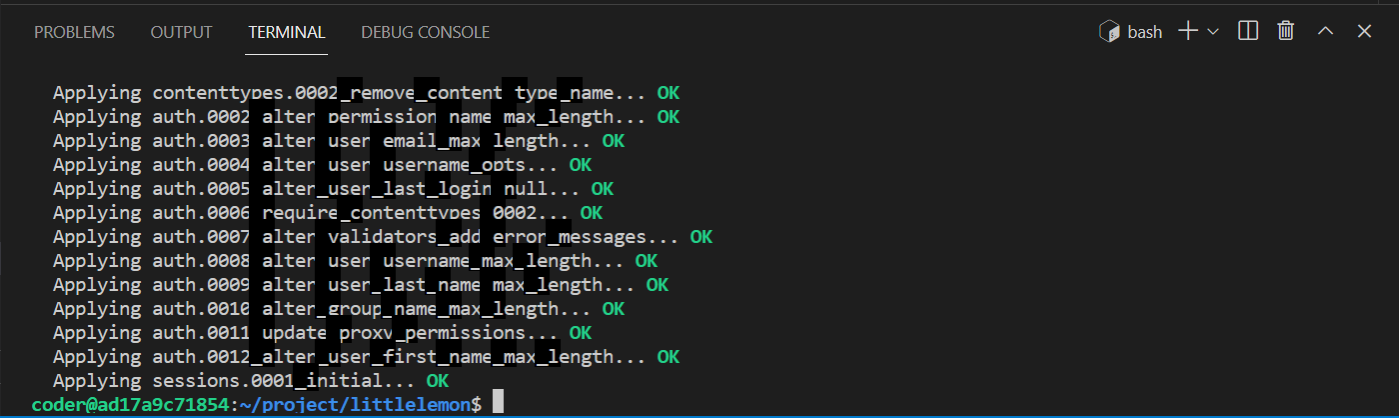 PROBLEMS OUTPUT TERMINAL DEBUG CONSOLE bash
Applying contenttypes.0002_remove_content_type_name... OK
Applying auth.0002_alter_permission_name_max_length... OK
Applying auth.0003_alter_user_email_max_length... OK
Applying auth.0004_alter_user_username_opts... OK
Applying auth.0005_alter_user_last_login_null... OK
Applying auth.0006_require_contenttypes_0002... OK
Applying auth.0007_alter_validators_add_error_messages... OK
Applying auth.0008_alter_user_username_max_length... OK
Applying auth.0009_alter_user_last_name_max_length... OK
Applying auth.0010_alter_group_name_max_length... OK
Applying auth.0011_update_proxy_permissions... OK
Applying auth.0012_alter_user_first_name_max_length... OK
Applying sessions.0001_initial... OK
coder@ad17a9c71854:~/project/littlelemon$